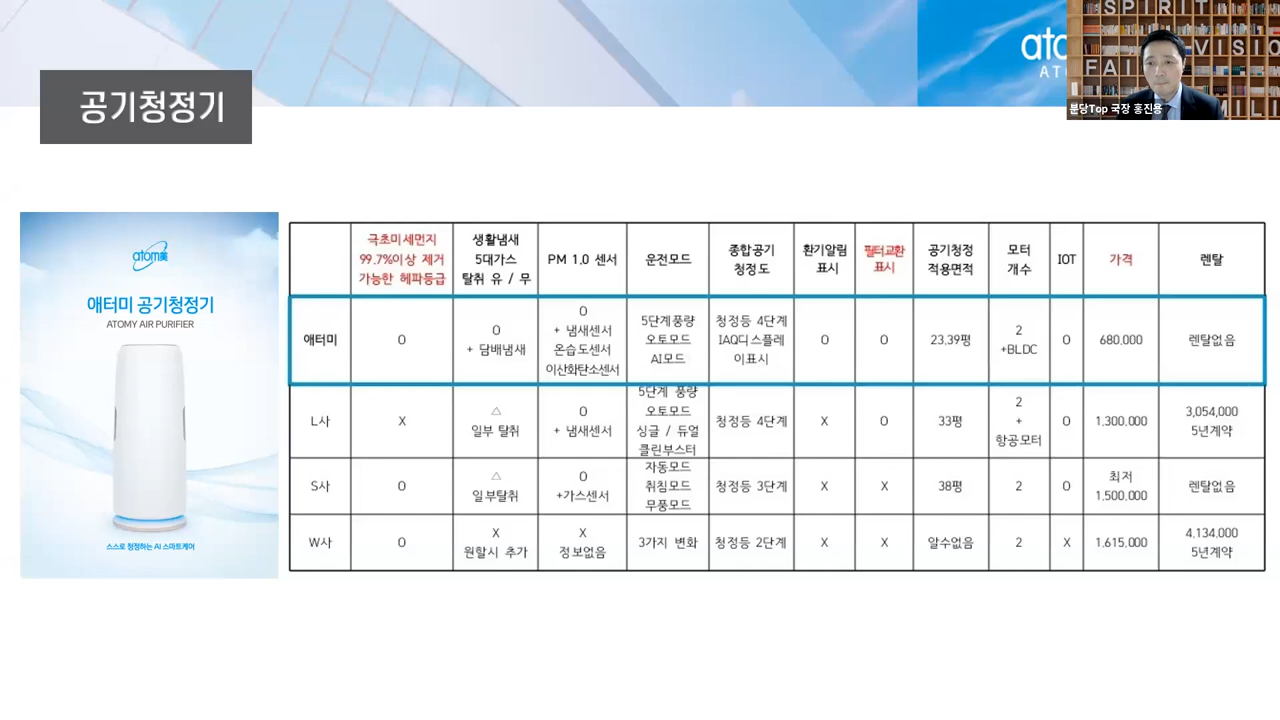 SPIRIT
VISIO
FAI
MILI
ato
AT
분당Top 국장 홍진용
공기청정기
atom美
애터미 공기청정기
ATOMY AIR PURIFIER
스스로 청정하는 AI 스마트케어
극초미세먼지
99.7%이상 제거
가능한 헤파등급
생활냄새
5대가스
탈취 유 / 무
PM 1.0 센서
운전모드
종합공기
청정도
환기알림
표시
필터교환
표시
공기청정
적용면적
모터
개수
IOT
가격
렌탈
애터미
O
O
+ 담배냄새
O
+ 냄새센서
온습도센서
이산화탄소센서
5단계풍량
오토모드
AI모드
청정등 4단계
IAQ디스플레
이표시
O
O
23,39평
2
+BLDC
O
680,000
렌탈없음
L사
X
△
일부 탈취
O
+ 냄새센서
5단계 풍량
오토모드
싱글 / 듀얼
클린부스터
청정등 4단계
X
O
33평
2
+
항공모터
O
1,300,000
3,054,000
5년계약
S사
O
△
일부탈취
O
+가스센서
자동모드
취침모드
무풍모드
청정등 3단계
X
X
38평
2
O
최저
1,500,000
렌탈없음
W사
O
X
원할시 추가
X
정보없음
3가지 변화
청정등 2단계
X
X
알수없음
2
X
1,615,000
4,134,000
5년계약